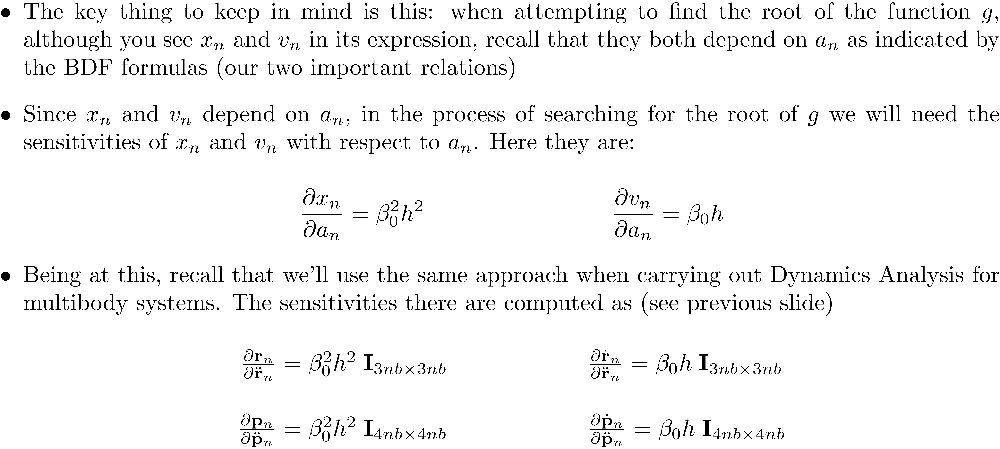 • The key thing to keep in mind is this: when attempting to find the root of the function $g$,
although you see $x_n$ and $v_n$ in its expression, recall that they both depend on $a_n$ as indicated by
the BDF formulas (our two important relations)
• Since $x_n$ and $v_n$ depend on $a_n$, in the process of searching for the root of $g$ we will need the
sensitivities of $x_n$ and $v_n$ with respect to $a_n$. Here they are:
$\frac{\partial x_n}{\partial a_n} = \beta_0^2 h^2$ $\frac{\partial v_n}{\partial a_n} = \beta_0 h$
• Being at this, recall that we'll use the same approach when carrying out Dynamics Analysis for
multibody systems. The sensitivities there are computed as (see previous slide)
$\frac{\partial \mathbf{r}_n}{\partial \ddot{\mathbf{r}}_n} = \beta_0^2 h^2 \, \mathbf{I}_{3nb \times 3nb}$ $\frac{\partial \dot{\mathbf{r}}_n}{\partial \ddot{\mathbf{r}}_n} = \beta_0 h \, \mathbf{I}_{3nb \times 3nb}$
$\frac{\partial \mathbf{p}_n}{\partial \ddot{\mathbf{p}}_n} = \beta_0^2 h^2 \, \mathbf{I}_{4nb \times 4nb}$ $\frac{\partial \dot{\mathbf{p}}_n}{\partial \ddot{\mathbf{p}}_n} = \beta_0 h \, \mathbf{I}_{4nb \times 4nb}$